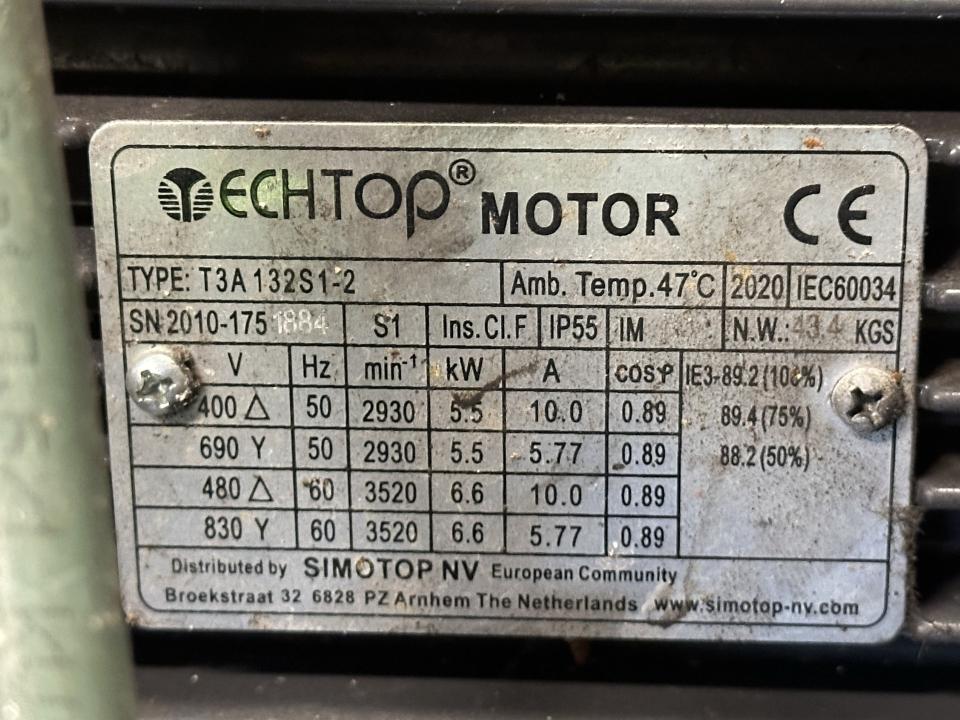 TECHTOP® MOTOR CE
TYPE: T3A 132S1-2 Amb. Temp. 47°C 2020 IEC60034
SN 2010-175 1884 S1 Ins.Cl.F IP55 IM N.W.: 43.4 KGS
V Hz min⁻¹ kW A cosφ IE3-89.2(100%)
400 △ 50 2930 5.5 10.0 0.89 89.4(75%)
690 Y 50 2930 5.5 5.77 0.89 88.2(50%)
480 △ 60 3520 6.6 10.0 0.89
830 Y 60 3520 6.6 5.77 0.89
Distributed by SIMOTOP NV European Community
Broekstraat 32 6828 PZ Arnhem The Netherlands www.simotop-nv.com